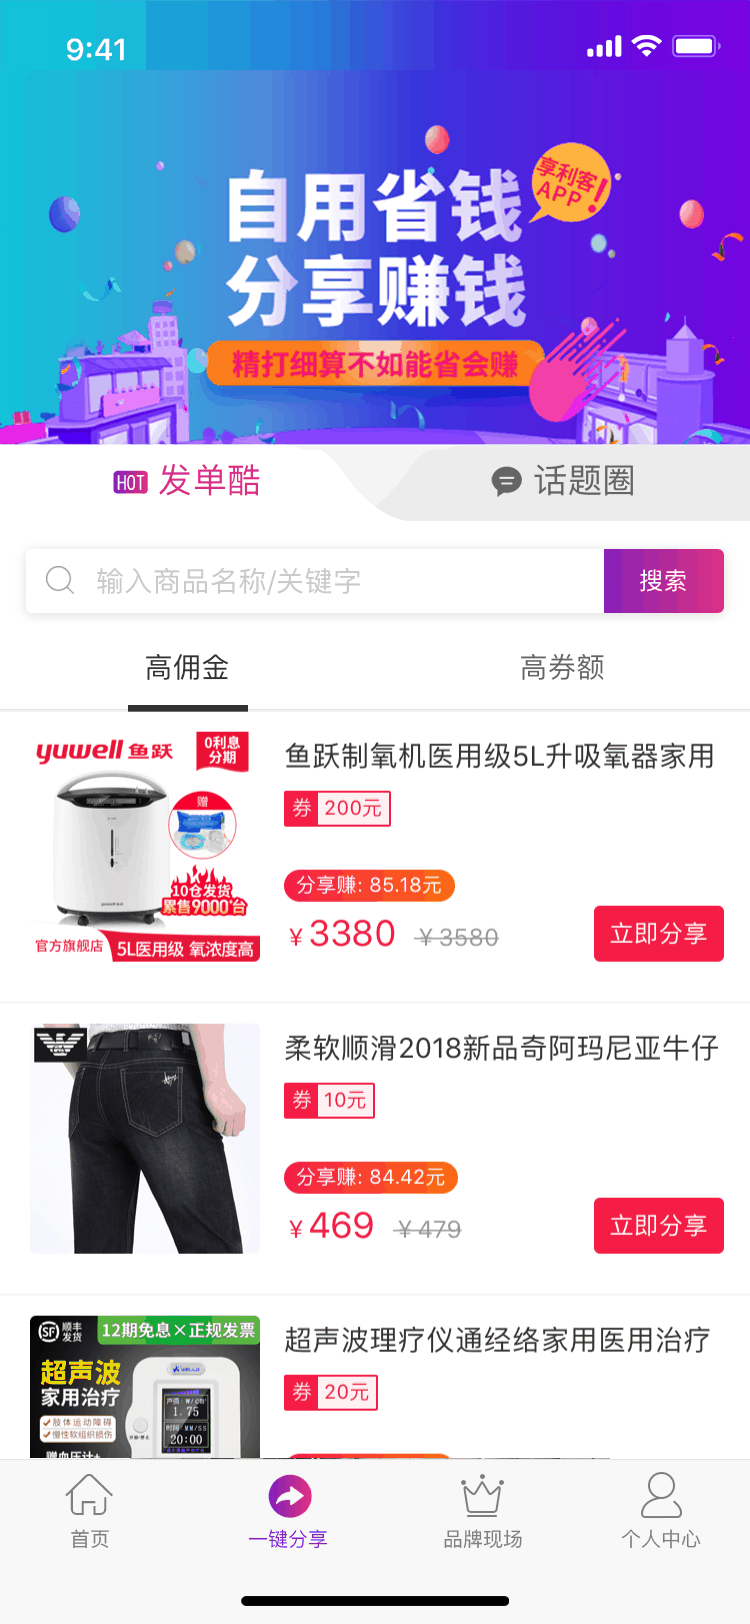 9:41
自用省钱
享利客
APP!
分享赚钱
精打细算不如能省会赚
HOT 发单酷
话题圈
输入商品名称/关键字
搜索
高佣金
高券额
yuwell 鱼跃
0利息
分期
赠
10仓发货
累售9000台
官方旗舰店
5L医用级 氧浓度高
鱼跃制氧机医用级5L升吸氧器家用
券 200元
分享赚: 85.18元
¥3380 ¥3580
立即分享
柔软顺滑2018新品奇阿玛尼亚牛仔
券 10元
分享赚: 84.42元
¥469 ¥479
立即分享
SF 顺丰
发货
12期免息×正规发票
超声波
家用治疗
肢体运动障碍
慢性软组织损伤
1.75
20:00
超声波理疗仪通经络家用医用治疗
券 20元
首页
一键分享
品牌现场
个人中心